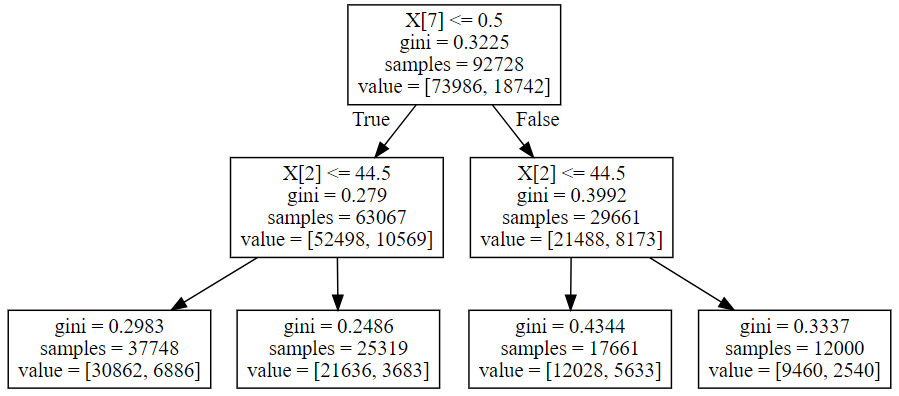 X[7] <= 0.5
gini = 0.3225
samples = 92728
value = [73986, 18742]
True
False
X[2] <= 44.5
gini = 0.279
samples = 63067
value = [52498, 10569]
X[2] <= 44.5
gini = 0.3992
samples = 29661
value = [21488, 8173]
gini = 0.2983
samples = 37748
value = [30862, 6886]
gini = 0.2486
samples = 25319
value = [21636, 3683]
gini = 0.4344
samples = 17661
value = [12028, 5633]
gini = 0.3337
samples = 12000
value = [9460, 2540]